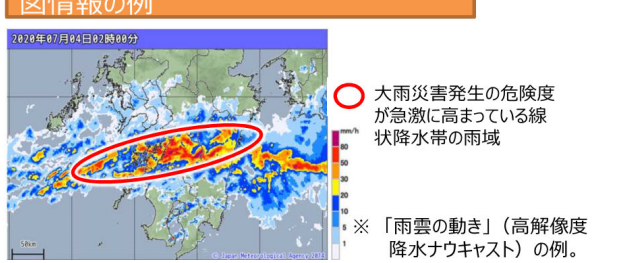 図情報の例
2020年07月04日02時00分
大雨災害発生の危険度
が急激に高まっている線
状降水帯の雨域
mm/h
80
50
30
20
10
5
1
※ 「雨雲の動き」（高解像度
降水ナウキャスト）の例。
50km
© Japan Meteorological Agency 2014